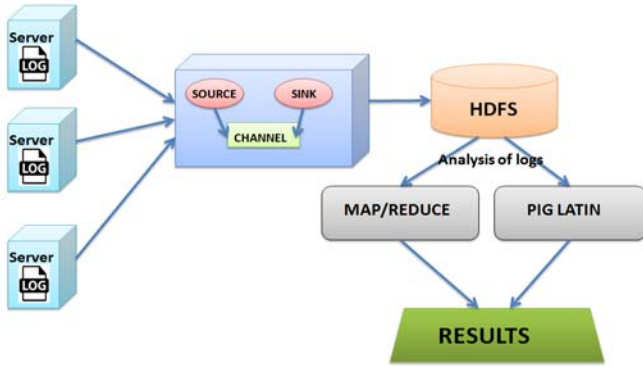 Server
LOG
Server
LOG
Server
LOG
SOURCE
SINK
CHANNEL
HDFS
Analysis of logs
MAP/REDUCE
PIG LATIN
RESULTS